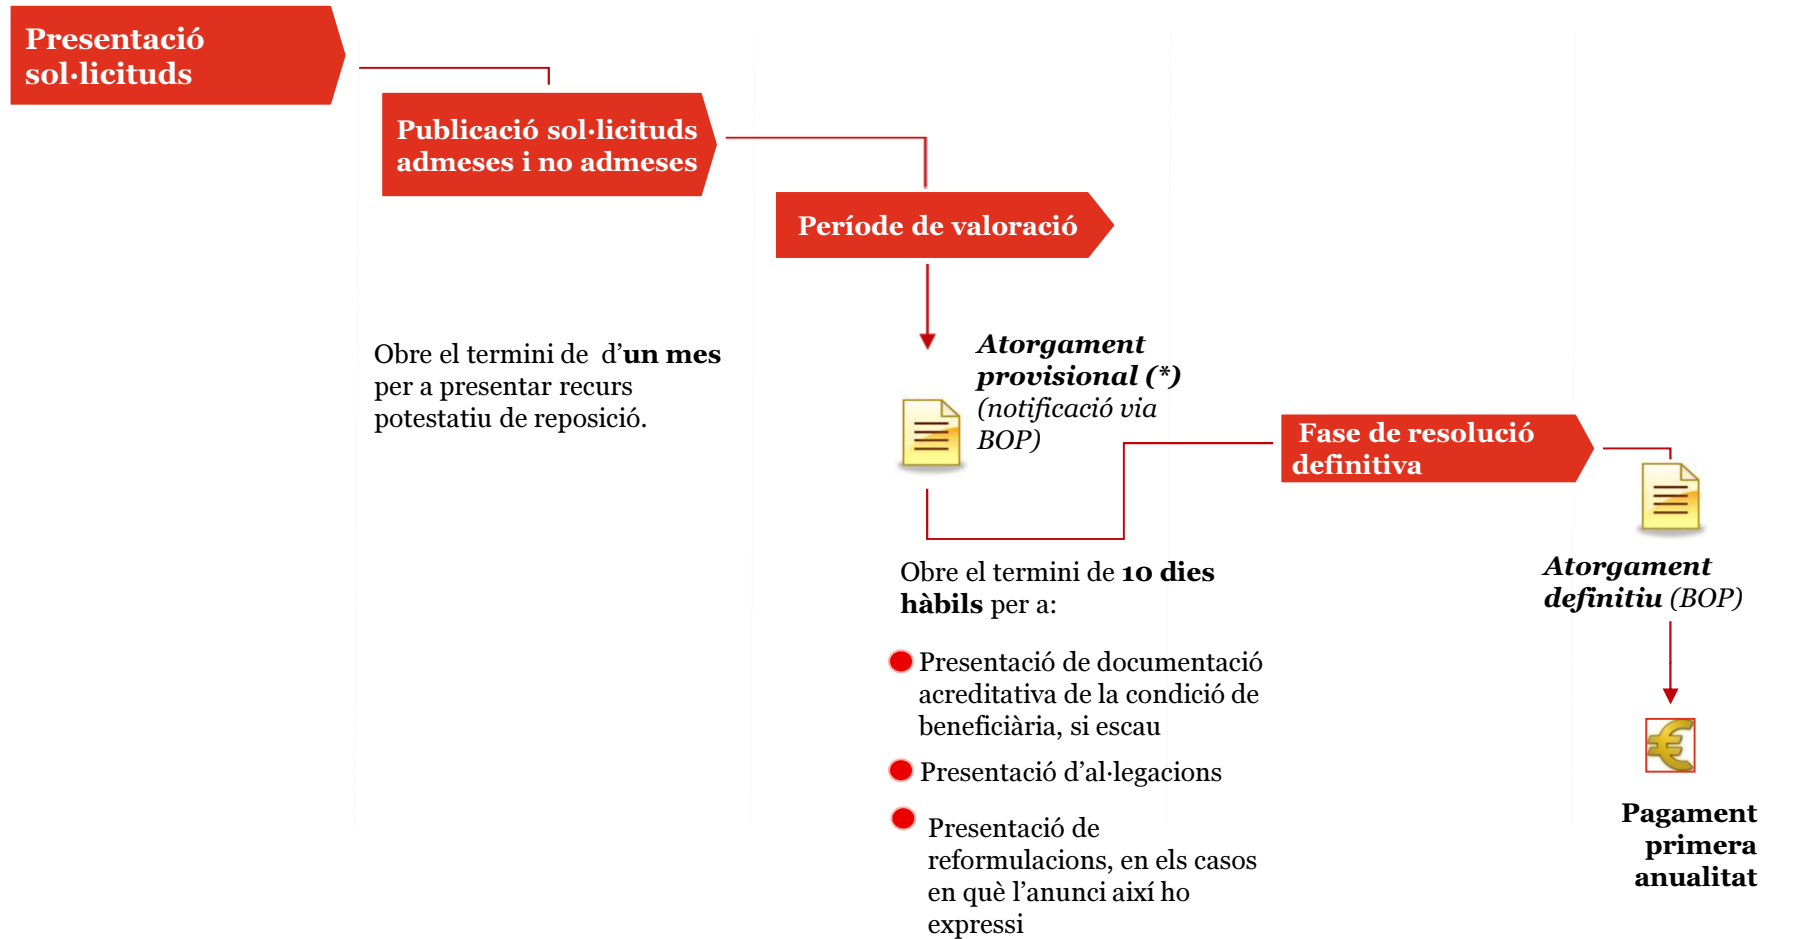 Presentació
sol·licituds
Publicació sol·licituds
admeses i no admeses
Període de valoració
Obre el termini de  d’un mes
per a presentar recurs
potestatiu de reposició.
Atorgament
provisional (*)
(notificació via
BOP)
Fase de resolució
definitiva
Atorgament
definitiu (BOP)
Obre el termini de 10 dies
hàbils per a:
Presentació de documentació
acreditativa de la condició de
beneficiària, si escau
Presentació d’al·legacions
Presentació de
reformulacions, en els casos
en què l’anunci així ho
expressi
€
Pagament
primera
anualitat